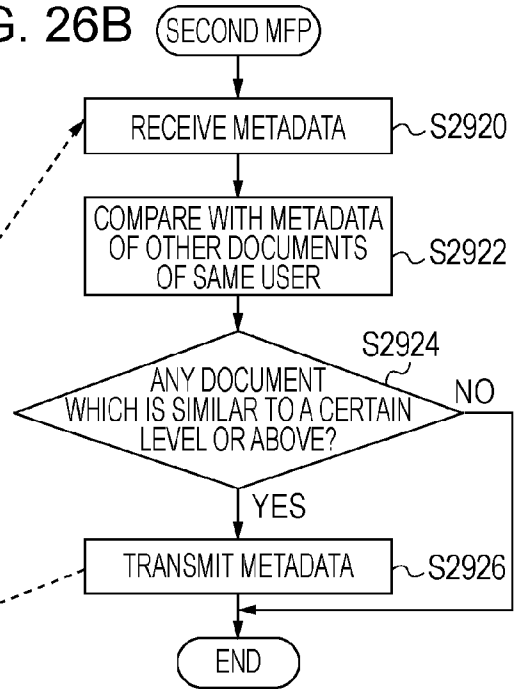 G. 26B
SECOND MFP
RECEIVE METADATA
S2920
COMPARE WITH METADATA
OF OTHER DOCUMENTS
OF SAME USER
S2922
S2924
ANY DOCUMENT
WHICH IS SIMILAR TO A CERTAIN
LEVEL OR ABOVE?
NO
YES
TRANSMIT METADATA
S2926
END